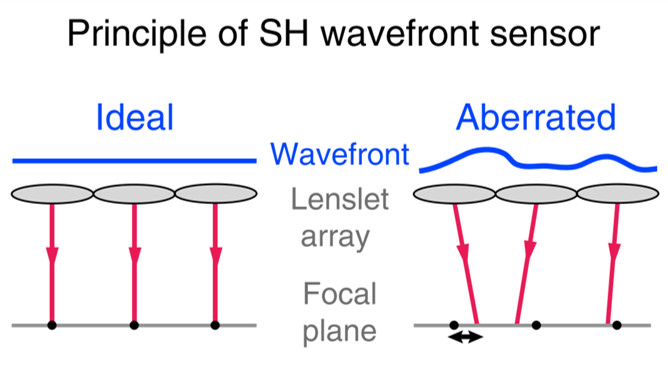 Principle of SH wavefront sensor
Ideal
Aberrated
Wavefront
Lenslet
array
Focal
plane